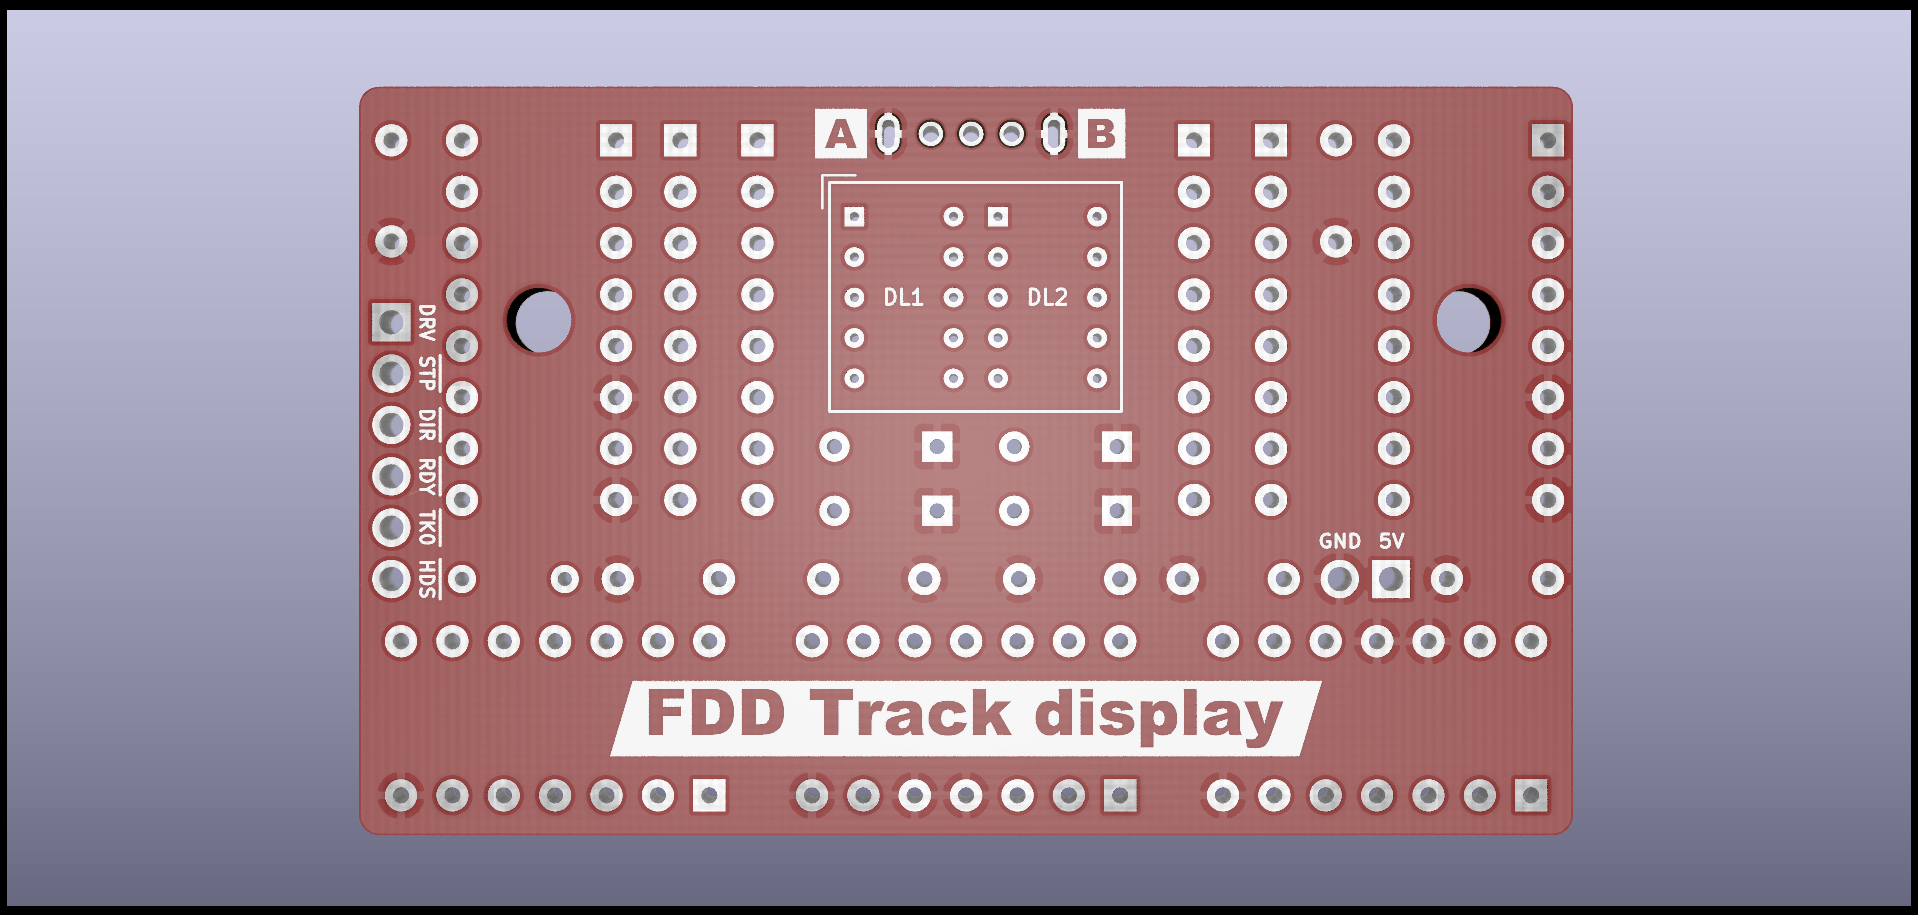 A B
DL1 DL2
DRV
STP
DIR
RDY
TK0
HDS
GND 5V
FDD Track display